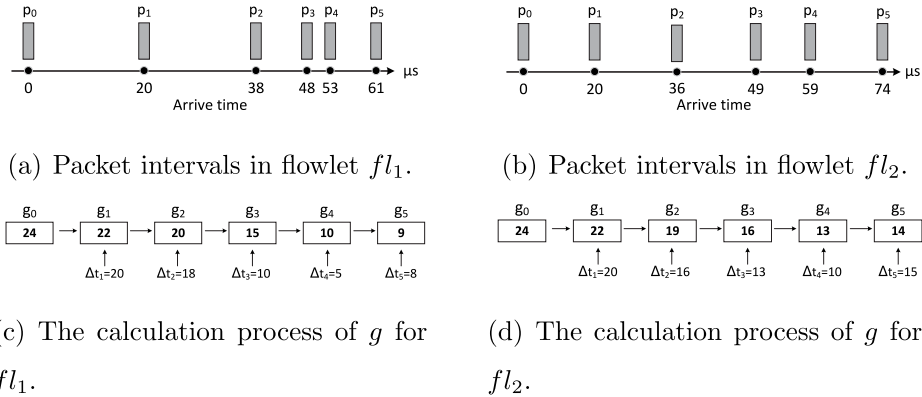 p₀ p₁ p₂ p₃ p₄ p₅
μs
0 20 38 48 53 61
Arrive time
(a) Packet intervals in flowlet fl₁.
p₀ p₁ p₂ p₃ p₄ p₅
μs
0 20 36 49 59 74
Arrive time
(b) Packet intervals in flowlet fl₂.
g₀ g₁ g₂ g₃ g₄ g₅
24 22 20 15 10 9
Δt₁=20 Δt₂=18 Δt₃=10 Δt₄=5 Δt₅=8
c) The calculation process of g for
fl₁.
g₀ g₁ g₂ g₃ g₄ g₅
24 22 19 16 13 14
Δt₁=20 Δt₂=16 Δt₃=13 Δt₄=10 Δt₅=15
(d) The calculation process of g for
fl₂.